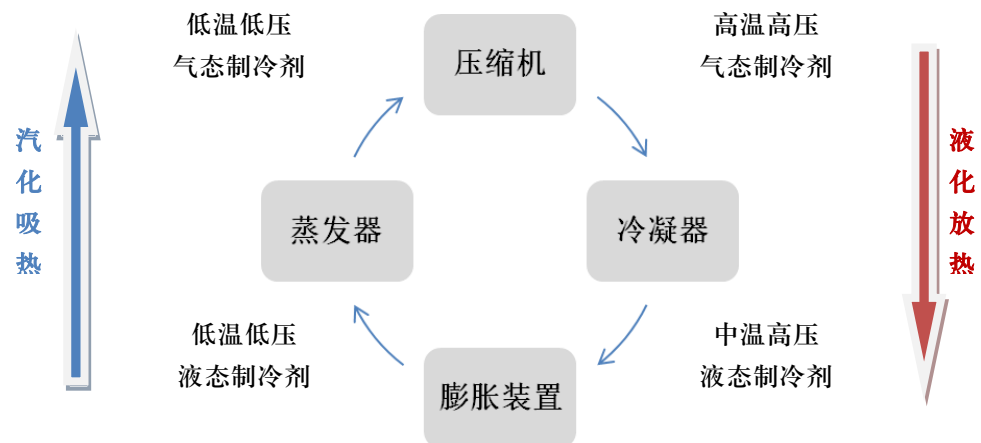 低温低压
气态制冷剂
压缩机
高温高压
气态制冷剂
汽化吸热
蒸发器
冷凝器
液化放热
低温低压
液态制冷剂
膨胀装置
中温高压
液态制冷剂